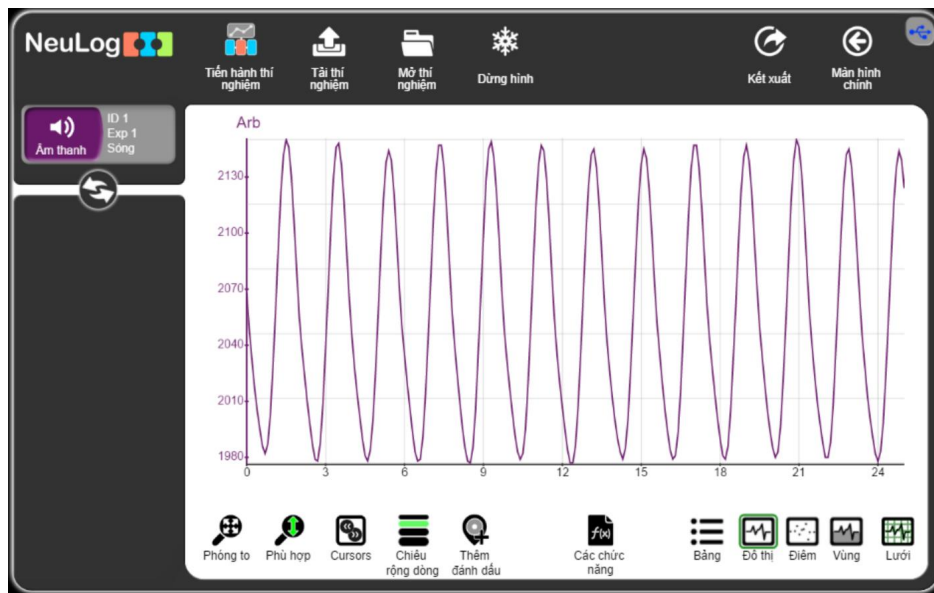 NeuLog
Tiến hành thí
nghiệm
Tải thí
nghiệm
Mở thí
nghiệm
Dừng hình
Kết xuất
Màn hình
chính
Âm thanh
ID 1
Exp 1
Sóng
Arb
2130
2100
2070
2040
2010
1980
0
3
6
9
12
15
18
21
24
Phóng to
Phù hợp
Cursors
Chiều
rộng dòng
Thêm
đánh dấu
f(x)
Các chức
năng
Bảng
Đồ thị
Điểm
Vùng
Lưới